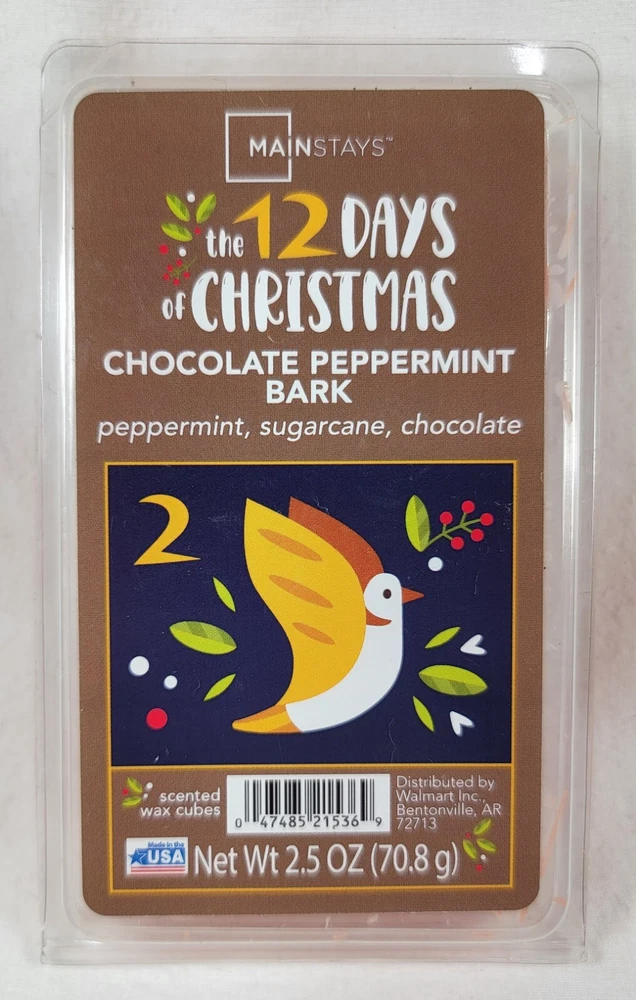 MAINSTAYS™
the 12 DAYS
of CHRISTMAS
CHOCOLATE PEPPERMINT
BARK
peppermint, sugarcane, chocolate
2
scented
wax cubes
0 47485 21536 9
Distributed by
Walmart Inc.,
Bentonville, AR
72713
Made in the
USA
Net Wt 2.5 OZ (70.8 g)